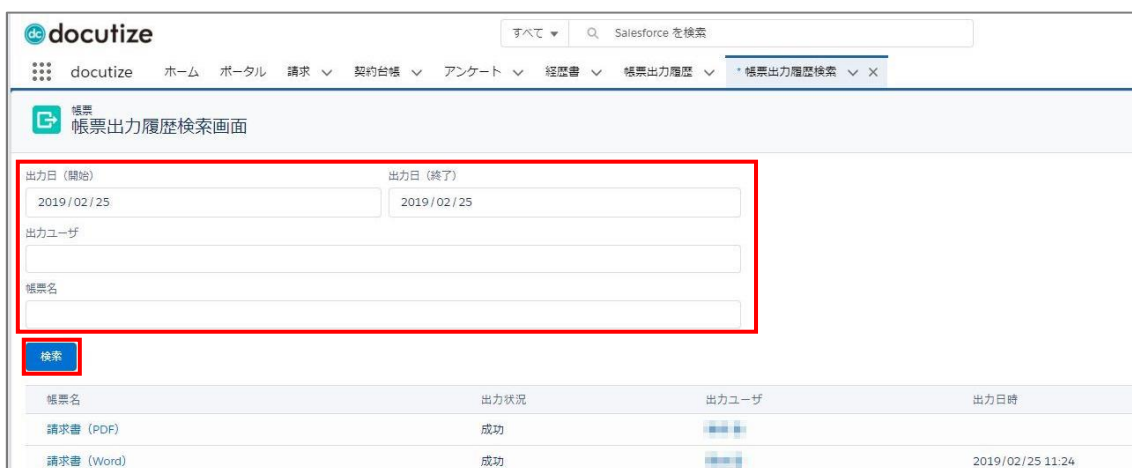 dc docutize
すべて Salesforce を検索
docutize ホーム ポータル 請求 契約台帳 アンケート 経歴書 帳票出力履歴 * 帳票出力履歴検索
帳票
帳票出力履歴検索画面
出力日（開始） 出力日（終了）
2019/02/25 2019/02/25
出力ユーザ
帳票名
検索
帳票名 出力状況 出力ユーザ 出力日時
請求書（PDF） 成功
請求書（Word） 成功 2019/02/25 11:24